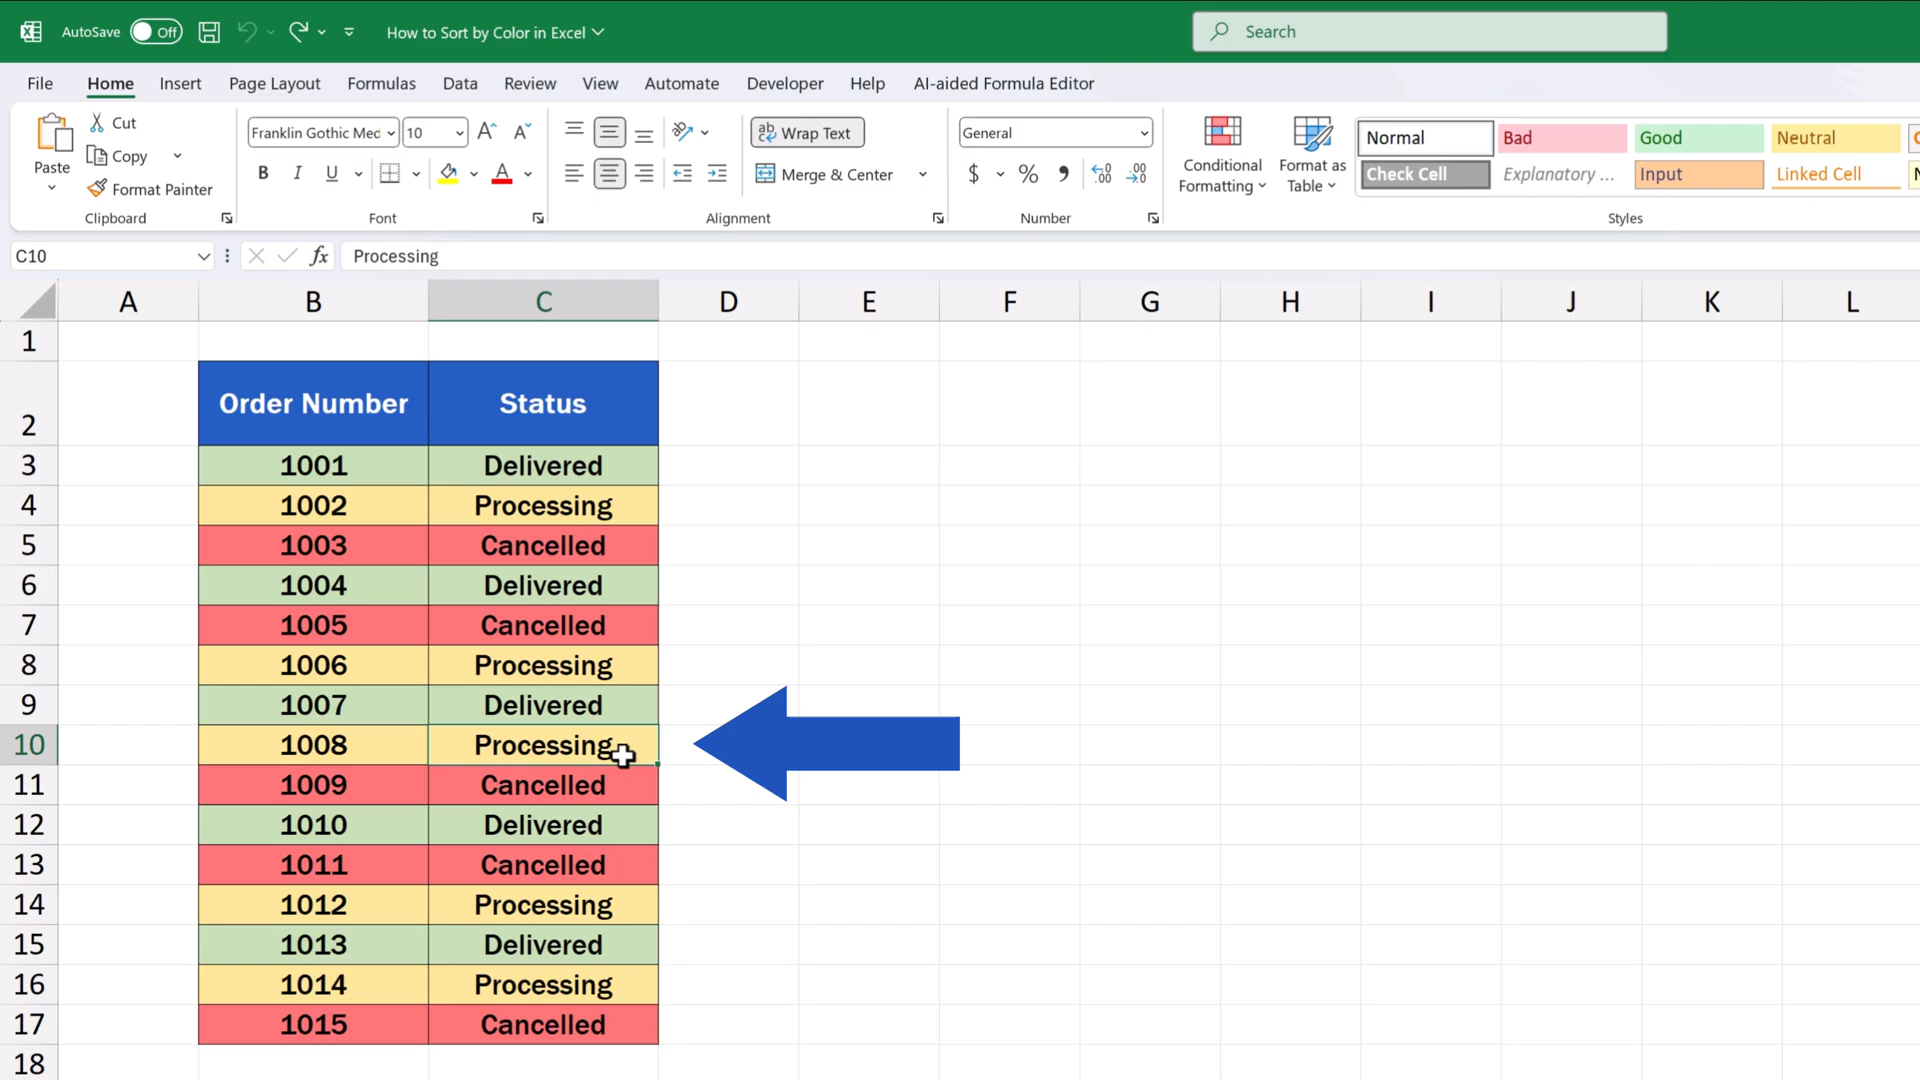 AutoSave Off How to Sort by Color in Excel Search
File Home Insert Page Layout Formulas Data Review View Automate Developer Help AI-aided Formula Editor
Paste
Cut
Copy
Format Painter
Clipboard
Franklin Gothic Med 10
B I U A
Font
Wrap Text
Merge & Center
Alignment
General
$ % 9 .00
Number
Conditional Formatting
Format as Table
Normal Bad Good Neutral
Check Cell Explanatory ... Input Linked Cell
Styles
C10 fx Processing
A B C D E F G H I J K L
1
2 Order Number Status
3 1001 Delivered
4 1002 Processing
5 1003 Cancelled
6 1004 Delivered
7 1005 Cancelled
8 1006 Processing
9 1007 Delivered
10 1008 Processing
11 1009 Cancelled
12 1010 Delivered
13 1011 Cancelled
14 1012 Processing
15 1013 Delivered
16 1014 Processing
17 1015 Cancelled
18